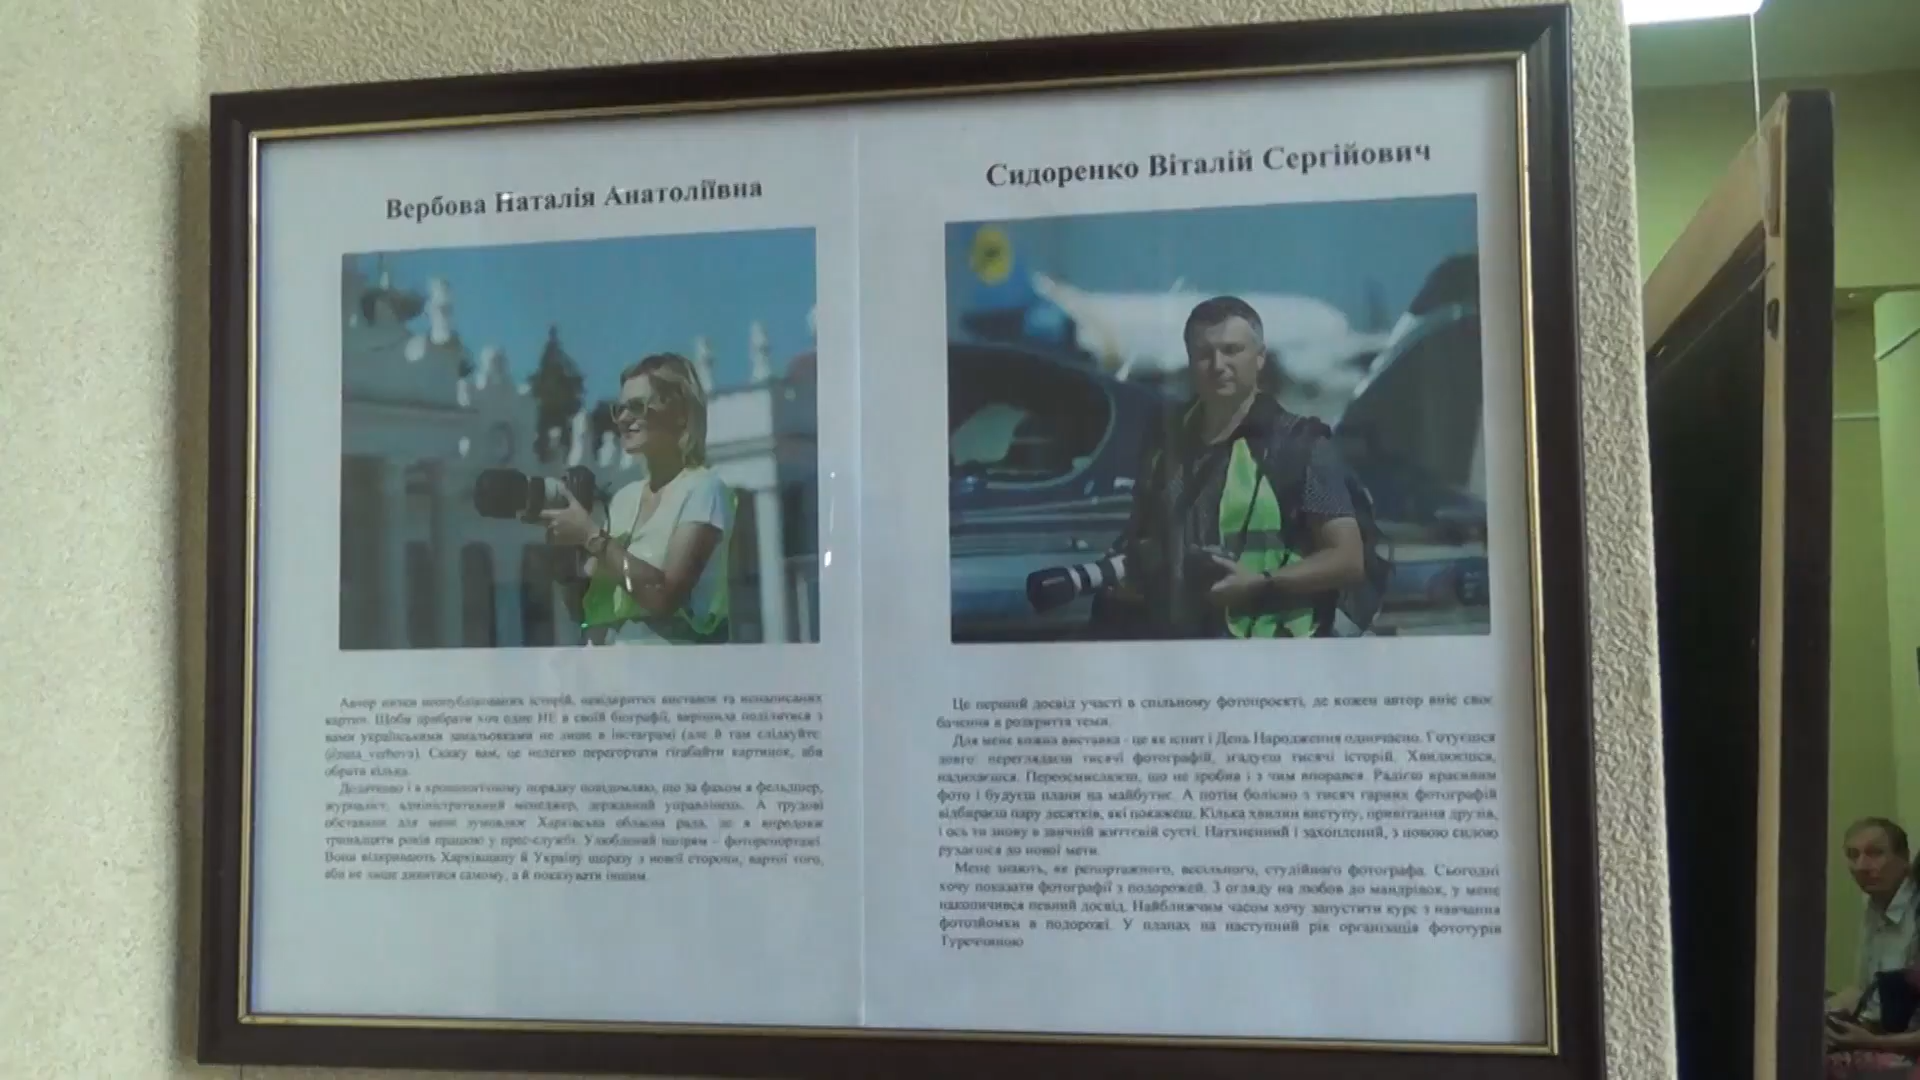 Вербова Наталія Анатоліївна
Автор низки неопублікованих історій, невідкритих виставок та ненаписаних
картин. Щоби прибрати хоч одне НЕ в своїй біографії, вирішила поділитися з
вами українськими замальовками не лише в інстаграмі (але й там слідкуйте:
Скажу вам, це нелегко перегортати гігабайти картинок, аби
обрати кілька.
Додатково і в хронологічному порядку повідомляю, що за фахом я фельдшер,
журналіст, адміністративний менеджер, державний управлінець. А трудові
обставини для мене зумовлює Харківська обласна рада, де я впродовж
тринадцяти років працюю у прес-службі. Улюблений напрям - фоторепортажі.
Вони відкривають Харківщину й Україну щоразу з нової сторони, вартої того,
аби не лише дивитися самому, а й показувати іншим.
Сидоренко Віталій Сергійович
Це перший досвід участі в спільному фотопроєкті, де кожен автор вніс своє
бачення в розкриття теми.
Для мене кожна виставка - це як іспит і День Народження одночасно. Готуєшся
довго: переглядаєш тисячі фотографій, згадуєш тисячі історій. Хвилюєшся,
надихаєшся. Переосмислюєш, що не зробив і з чим впорався. Радієш красивим
фото і будуєш плани на майбутнє. А потім болісно з тисяч гарних фотографій
відбираєш пару десятків, які покажеш. Кілька хвилин виступу, привітання друзів,
і ось ти знову в звичній життєвій суєті. Натхненний і захоплений, з новою силою
рухаєшся до нової мети.
Мене знають, як репортажного, весільного, студійного фотографа. Сьогодні
хочу показати фотографії з подорожей. З огляду на любов до мандрівок, у мене
накопичився певний досвід. Найближчим часом хочу запустити курс з навчання
фотозйомки в подорожі. У планах на наступний рік організація фототурів
Туреччиною